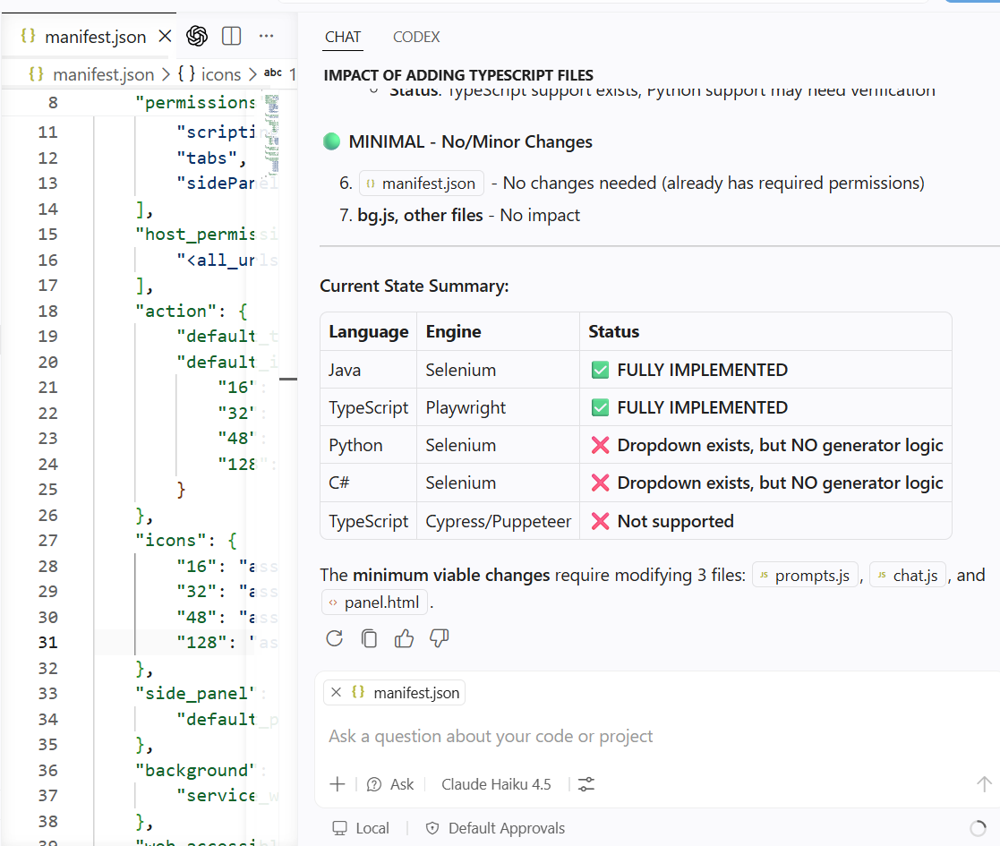 {} manifest.json ×
{} manifest.json > {} icons > abc 1
8 "permissions
11 "scripti
12 "tabs",
13 "sidePanel
14 ],
15 "host_permissi
16 "<all_urls
17 ],
18 "action": {
19 "default_t
20 "default_i
21 "16":
22 "32":
23 "48":
24 "128":
25 }
26 },
27 "icons": {
28 "16": "ass
29 "32": "ass
30 "48": "ass
31 "128": "as
32 },
33 "side_panel":
34 "default_p
35 },
36 "background":
37 "service_w
38 },
39 "web_accessibl
CHAT CODEX
IMPACT OF ADDING TYPESCRIPT FILES
Status: TypeScript support exists, Python support may need verification
MINIMAL - No/Minor Changes
6. {} manifest.json - No changes needed (already has required permissions)
7. bg.js, other files - No impact
Current State Summary:
Language Engine Status
Java Selenium ✅ FULLY IMPLEMENTED
TypeScript Playwright ✅ FULLY IMPLEMENTED
Python Selenium ❌ Dropdown exists, but NO generator logic
C# Selenium ❌ Dropdown exists, but NO generator logic
TypeScript Cypress/Puppeteer ❌ Not supported
The minimum viable changes require modifying 3 files: JS prompts.js , JS chat.js , and
<> panel.html .
× {} manifest.json
Ask a question about your code or project
+ Ask Claude Haiku 4.5
Local Default Approvals